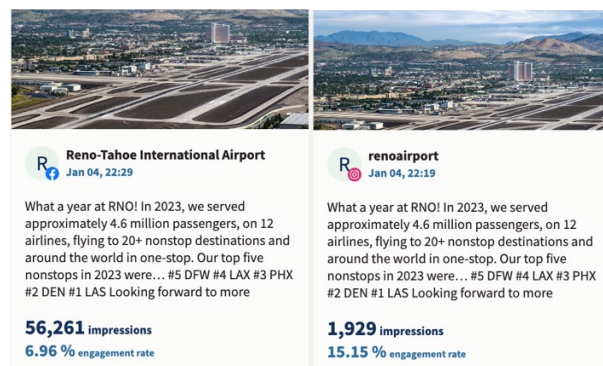 R
Reno-Tahoe International Airport
Jan 04, 22:29
What a year at RNO! In 2023, we served
approximately 4.6 million passengers, on 12
airlines, flying to 20+ nonstop destinations and
around the world in one-stop. Our top five
nonstops in 2023 were... #5 DFW #4 LAX #3 PHX
#2 DEN #1 LAS Looking forward to more
56,261 impressions
6.96 % engagement rate
R
renoairport
Jan 04, 22:19
What a year at RNO! In 2023, we served
approximately 4.6 million passengers, on 12
airlines, flying to 20+ nonstop destinations and
around the world in one-stop. Our top five
nonstops in 2023 were... #5 DFW #4 LAX #3 PHX
#2 DEN #1 LAS Looking forward to more
1,929 impressions
15.15 % engagement rate